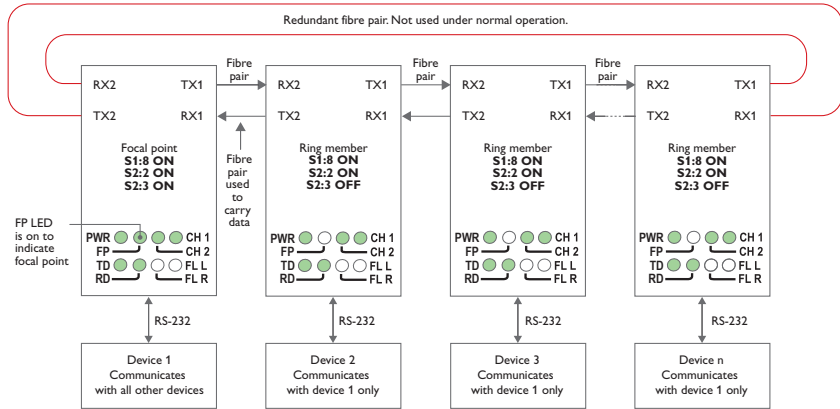 Redundant fibre pair. Not used under normal operation.
RX2 TX1
TX2 RX1
Focal point
S1:8 ON
S2:2 ON
S2:3 ON
FP LED
is on to
indicate
focal point
PWR CH 1
FP CH 2
TD FL L
RD FL R
RS-232
Device 1
Communicates
with all other devices
Fibre
pair
Fibre
pair
used
to
carry
data
RX2 TX1
TX2 RX1
Ring member
S1:8 ON
S2:2 ON
S2:3 OFF
PWR CH 1
FP CH 2
TD FL L
RD FL R
RS-232
Device 2
Communicates
with device 1 only
Fibre
pair
RX2 TX1
TX2 RX1
Ring member
S1:8 ON
S2:2 ON
S2:3 OFF
PWR CH 1
FP CH 2
TD FL L
RD FL R
RS-232
Device 3
Communicates
with device 1 only
Fibre
pair
RX2 TX1
TX2 RX1
Ring member
S1:8 ON
S2:2 ON
S2:3 OFF
PWR CH 1
FP CH 2
TD FL L
RD FL R
RS-232
Device n
Communicates
with device 1 only